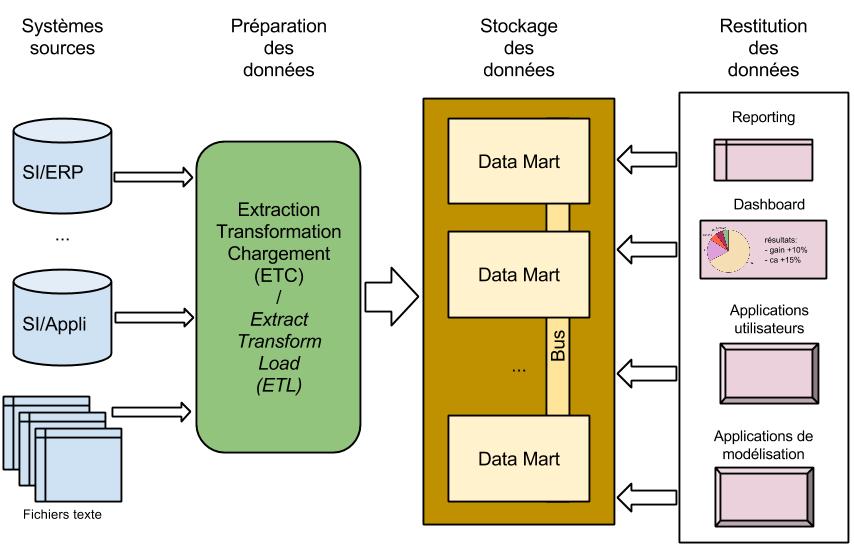 Systèmes
sources
Préparation
des
données
Stockage
des
données
Restitution
des
données
SI/ERP
...
SI/Appli
Fichiers texte
Extraction
Transformation
Chargement
(ETC)
/
Extract
Transform
Load
(ETL)
Data Mart
Data Mart
Bus
...
Data Mart
Reporting
Dashboard
résultats:
- gain +10%
- ca +15%
Applications
utilisateurs
Applications de
modélisation